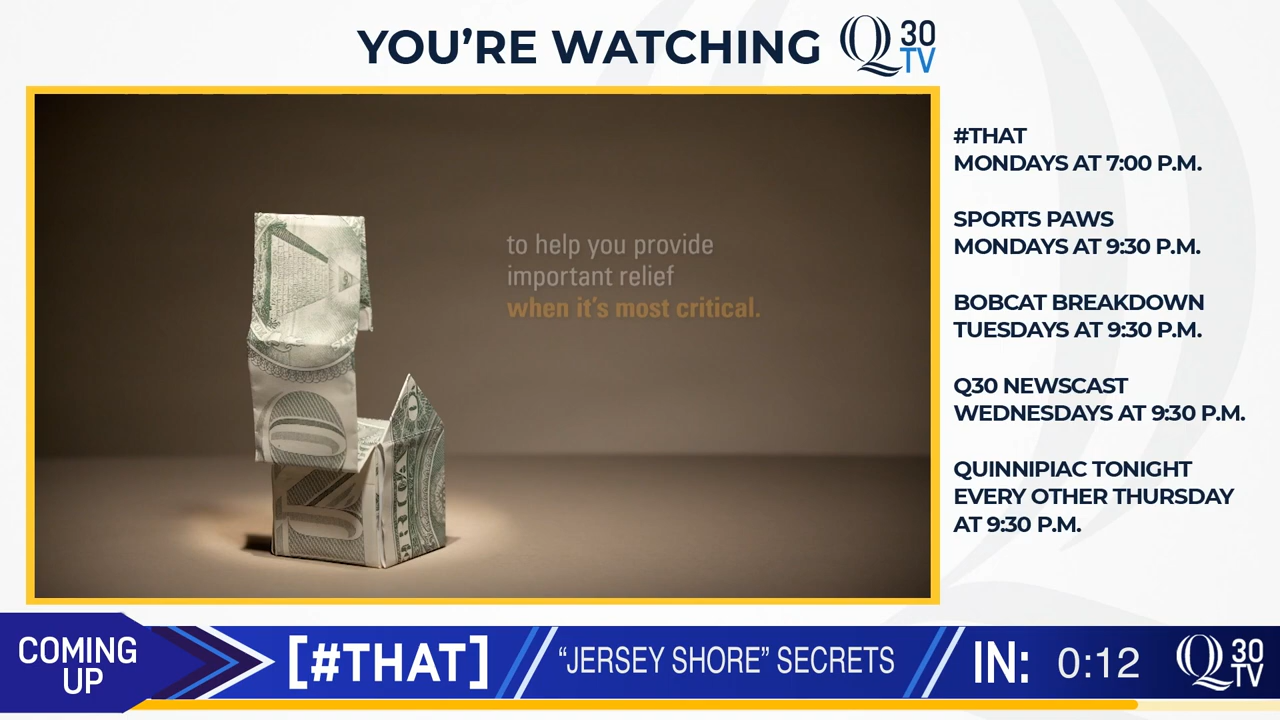 YOU'RE WATCHING Q 30 TV
to help you provide
important relief
when it's most critical.
#THAT
MONDAYS AT 7:00 P.M.
SPORTS PAWS
MONDAYS AT 9:30 P.M.
BOBCAT BREAKDOWN
TUESDAYS AT 9:30 P.M.
Q30 NEWSCAST
WEDNESDAYS AT 9:30 P.M.
QUINNIPIAC TONIGHT
EVERY OTHER THURSDAY
AT 9:30 P.M.
COMING
UP
[#THAT]
“JERSEY SHORE” SECRETS
IN: 0:12
Q 30 TV